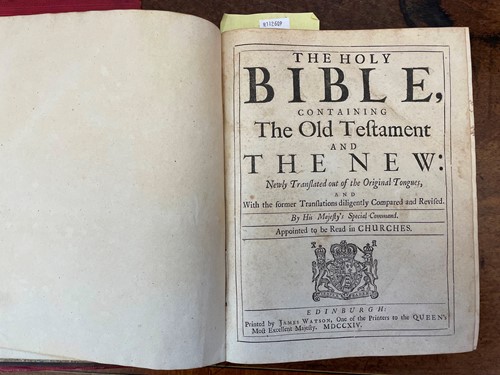 THE HOLY
BIBLE,
CONTAINING
The Old Teſtament
AND
THE NEW:
Newly Tranſlated out of the Original Tongues,
AND
With the former Tranſlations diligently Compared and Reviſed.
By His Majeſty's Special Command.
Appointed to be Read in CHURCHES.
EDINBURGH:
Printed by JAMES WATSON, One of the Printers to the QUEEN's
Moſt Excellent Majeſty. MDCCXIV.